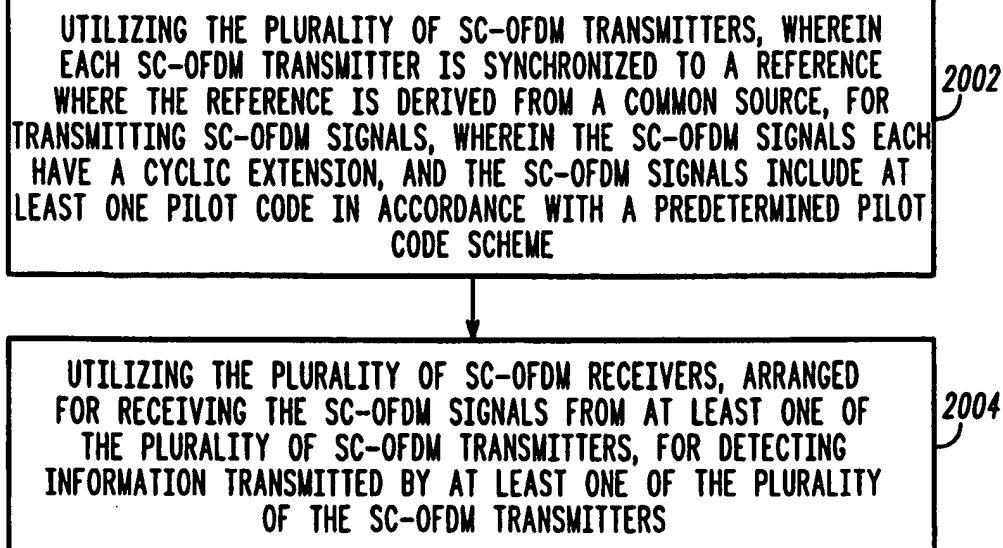 UTILIZING THE PLURALITY OF SC-OFDM TRANSMITTERS, WHEREIN
EACH SC-OFDM TRANSMITTER IS SYNCHRONIZED TO A REFERENCE
WHERE THE REFERENCE IS DERIVED FROM A COMMON SOURCE, FOR
TRANSMITTING SC-OFDM SIGNALS, WHEREIN THE SC-OFDM SIGNALS EACH
HAVE A CYCLIC EXTENSION, AND THE SC-OFDM SIGNALS INCLUDE AT
LEAST ONE PILOT CODE IN ACCORDANCE WITH A PREDETERMINED PILOT
CODE SCHEME
2002
UTILIZING THE PLURALITY OF SC-OFDM RECEIVERS, ARRANGED
FOR RECEIVING THE SC-OFDM SIGNALS FROM AT LEAST ONE OF
THE PLURALITY OF SC-OFDM TRANSMITTERS, FOR DETECTING
INFORMATION TRANSMITTED BY AT LEAST ONE OF THE PLURALITY
OF THE SC-OFDM TRANSMITTERS
2004